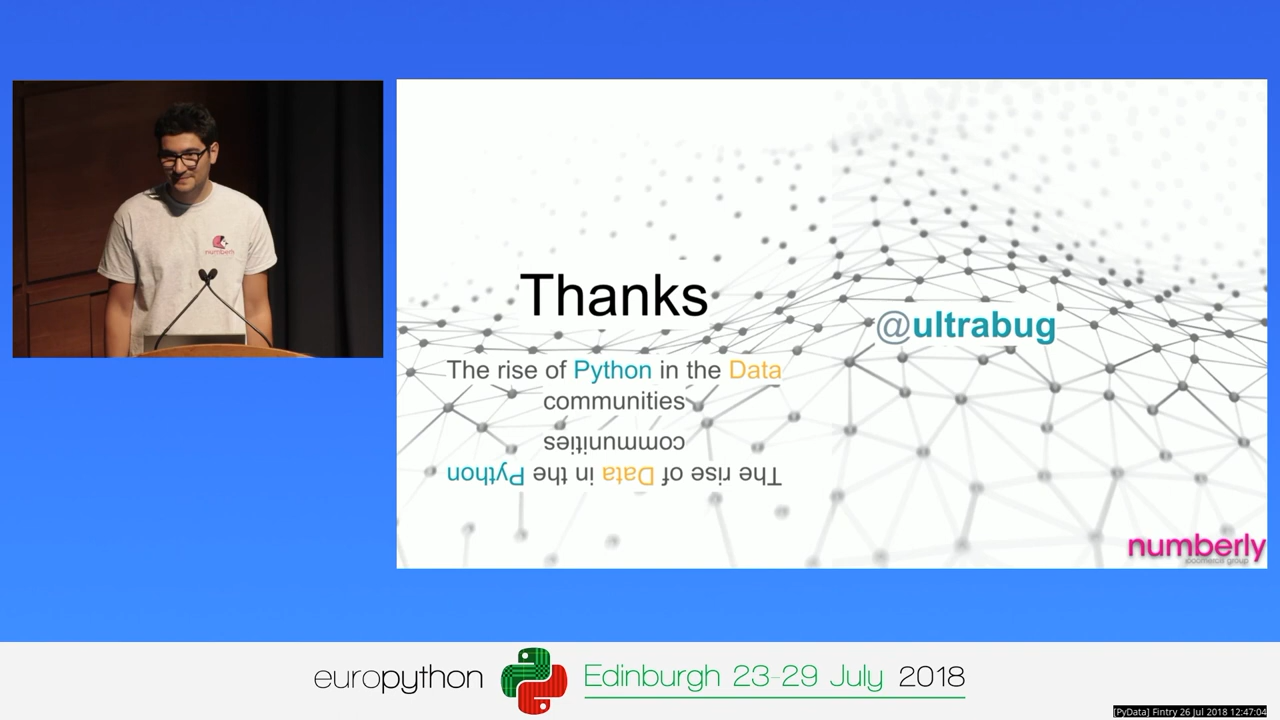 numberly
Thanks
The rise of Python in the Data
communities
communities
The rise of Data in the Python
@ultrabug
numberly
europython
Edinburgh 23-29 July 2018
[PyData] Fintry 26 Jul 2018 12:47:04